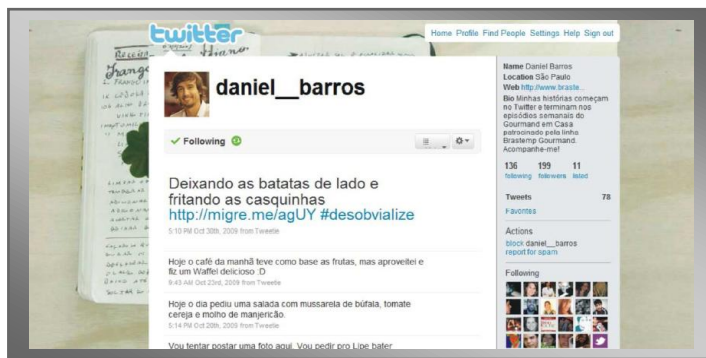 twitter
Home Profile Find People Settings Help Sign out
daniel__barros
Following
Deixando as batatas de lado e
fritando as casquinhas
http://migre.me/agUY #desobvialize
5:10 PM Oct 30th, 2009 from Tweetie
Hoje o café da manhã teve como base as frutas, mas aproveitei e
fiz um Waffel delicioso :D
9:43 AM Oct 23rd, 2009 from Tweetie
Hoje o dia pediu uma salada com mussarela de búfala, tomate
cereja e molho de manjericão.
5:14 PM Oct 20th, 2009 from Tweetie
Vou tentar postar uma foto aqui. Vou pedir pro Lipe bater
Name Daniel Barros
Location São Paulo
Web http://www.braste...
Bio Minhas histórias começam
no Twitter e terminam nos
episódios semanais do
Gourmand em Casa
patrocinado pela linha
Brastemp Gourmand.
Acompanhe-me!
136 199 11
following followers listed
Tweets 78
Favorites
Actions
block daniel__barros
report for spam
Following